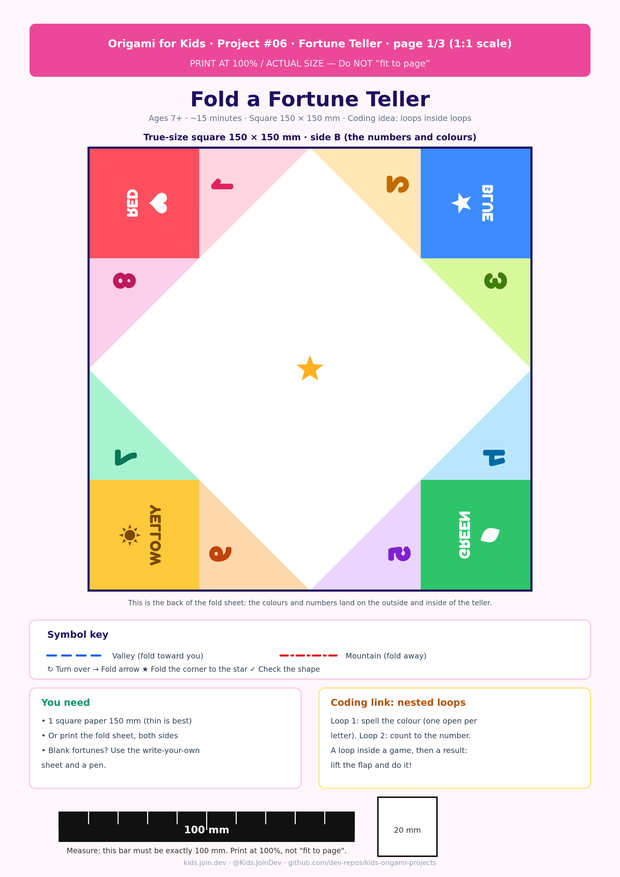 Origami for Kids · Project #06 · Fortune Teller · page 1/3 (1:1 scale)
PRINT AT 100% / ACTUAL SIZE — Do NOT "fit to page"
Fold a Fortune Teller
Ages 7+ · ~15 minutes · Square 150 × 150 mm · Coding idea: loops inside loops
True-size square 150 × 150 mm · side B (the numbers and colours)
RED
1
2
BLUE
8
3
7
4
YELLOW
6
5
GREEN
This is the back of the fold sheet: the colours and numbers land on the outside and inside of the teller.
Symbol key
Valley (fold toward you)
Mountain (fold away)
↻ Turn over → Fold arrow ★ Fold the corner to the star ✓ Check the shape
You need
• 1 square paper 150 mm (thin is best)
• Or print the fold sheet, both sides
• Blank fortunes? Use the write-your-own
sheet and a pen.
Coding link: nested loops
Loop 1: spell the colour (one open per
letter). Loop 2: count to the number.
A loop inside a game, then a result:
lift the flap and do it!
100 mm
20 mm
Measure: this bar must be exactly 100 mm. Print at 100%, not "fit to page".
kids.join.dev · @Kids.JoinDev · github.com/dev-repos/kids-origami-projects